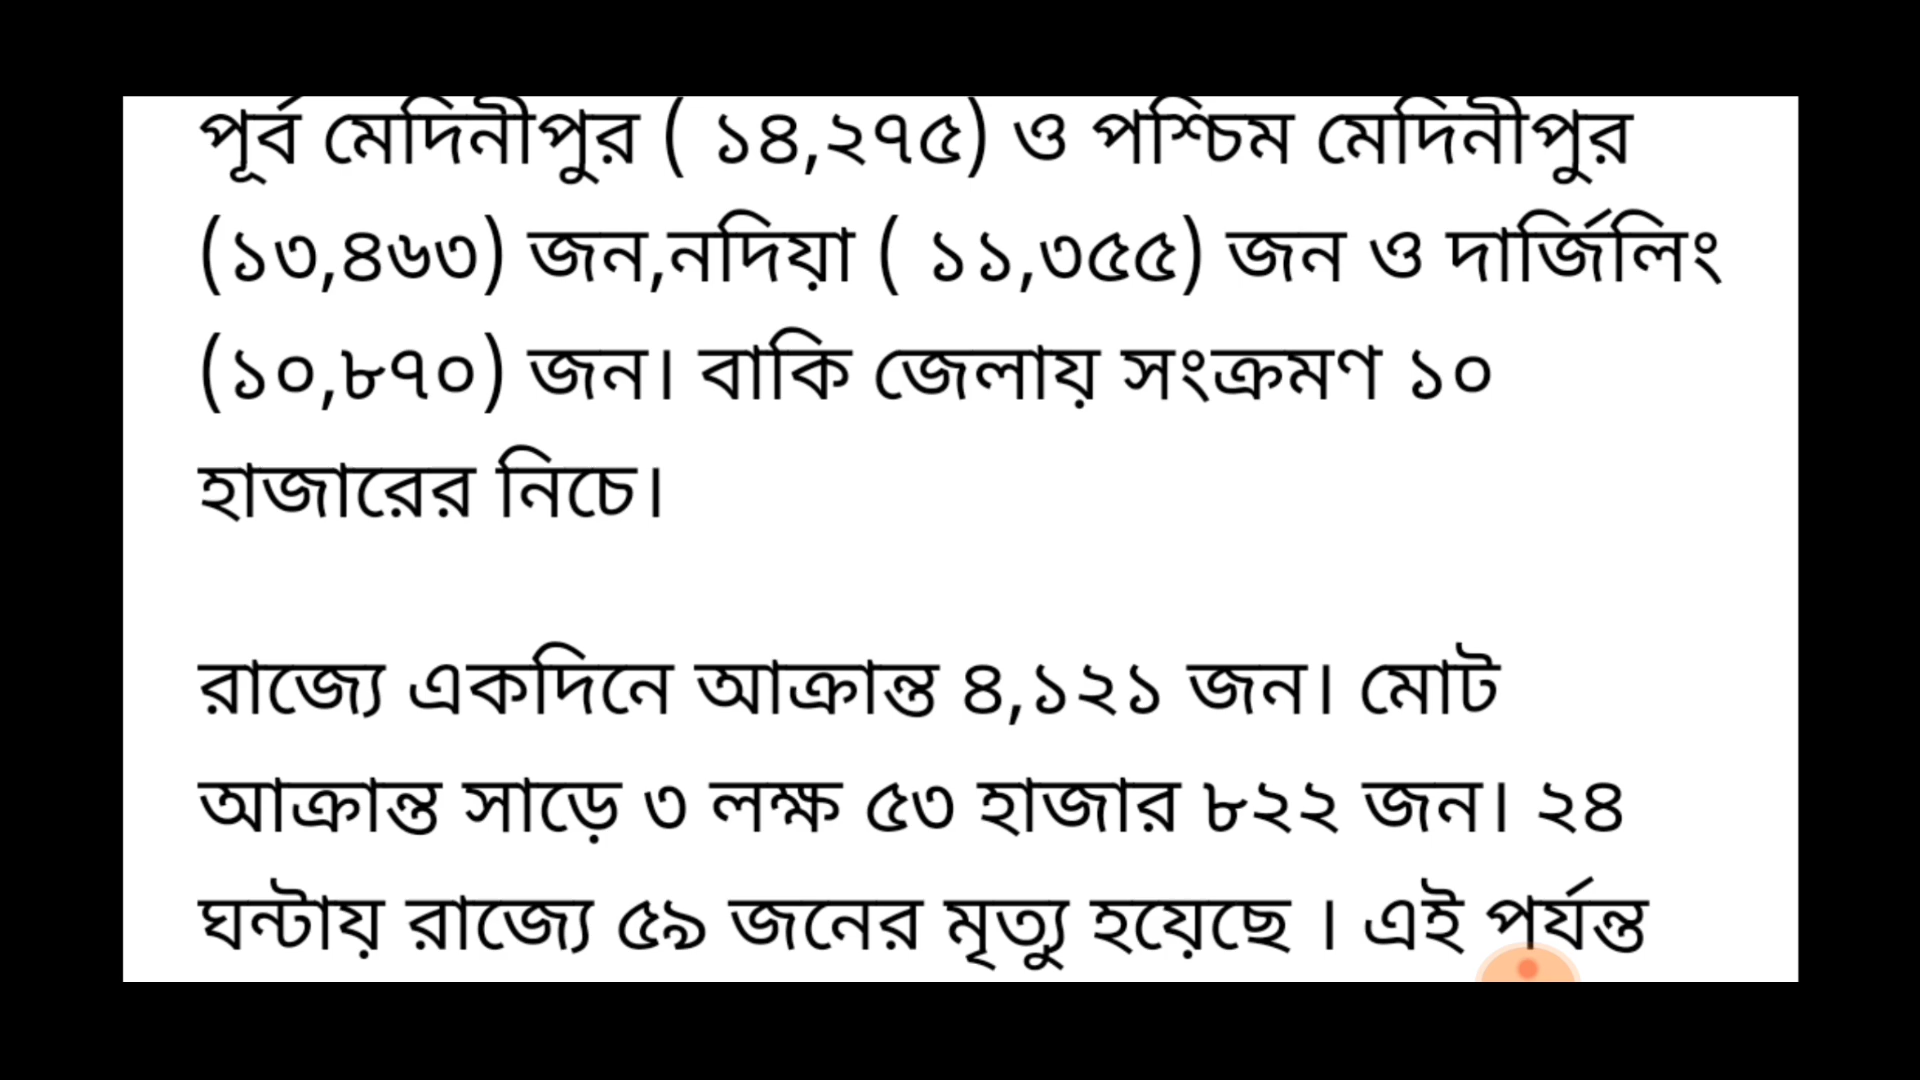 পূর্ব মেদিনীপুর ( ১৪,২৭৫) ও পশ্চিম মেদিনীপুর
(১৩,৪৬৩) জন,নদিয়া ( ১১,৩৫৫) জন ও দার্জিলিং
(১০,৮৭০) জন। বাকি জেলায় সংক্রমণ ১০
হাজারের নিচে।
রাজ্যে একদিনে আক্রান্ত ৪,১২১ জন। মোট
আক্রান্ত সাড়ে ৩ লক্ষ ৫৩ হাজার ৮২২ জন। ২৪
ঘন্টায় রাজ্যে ৫৯ জনের মৃত্যু হয়েছে । এই পর্যন্ত